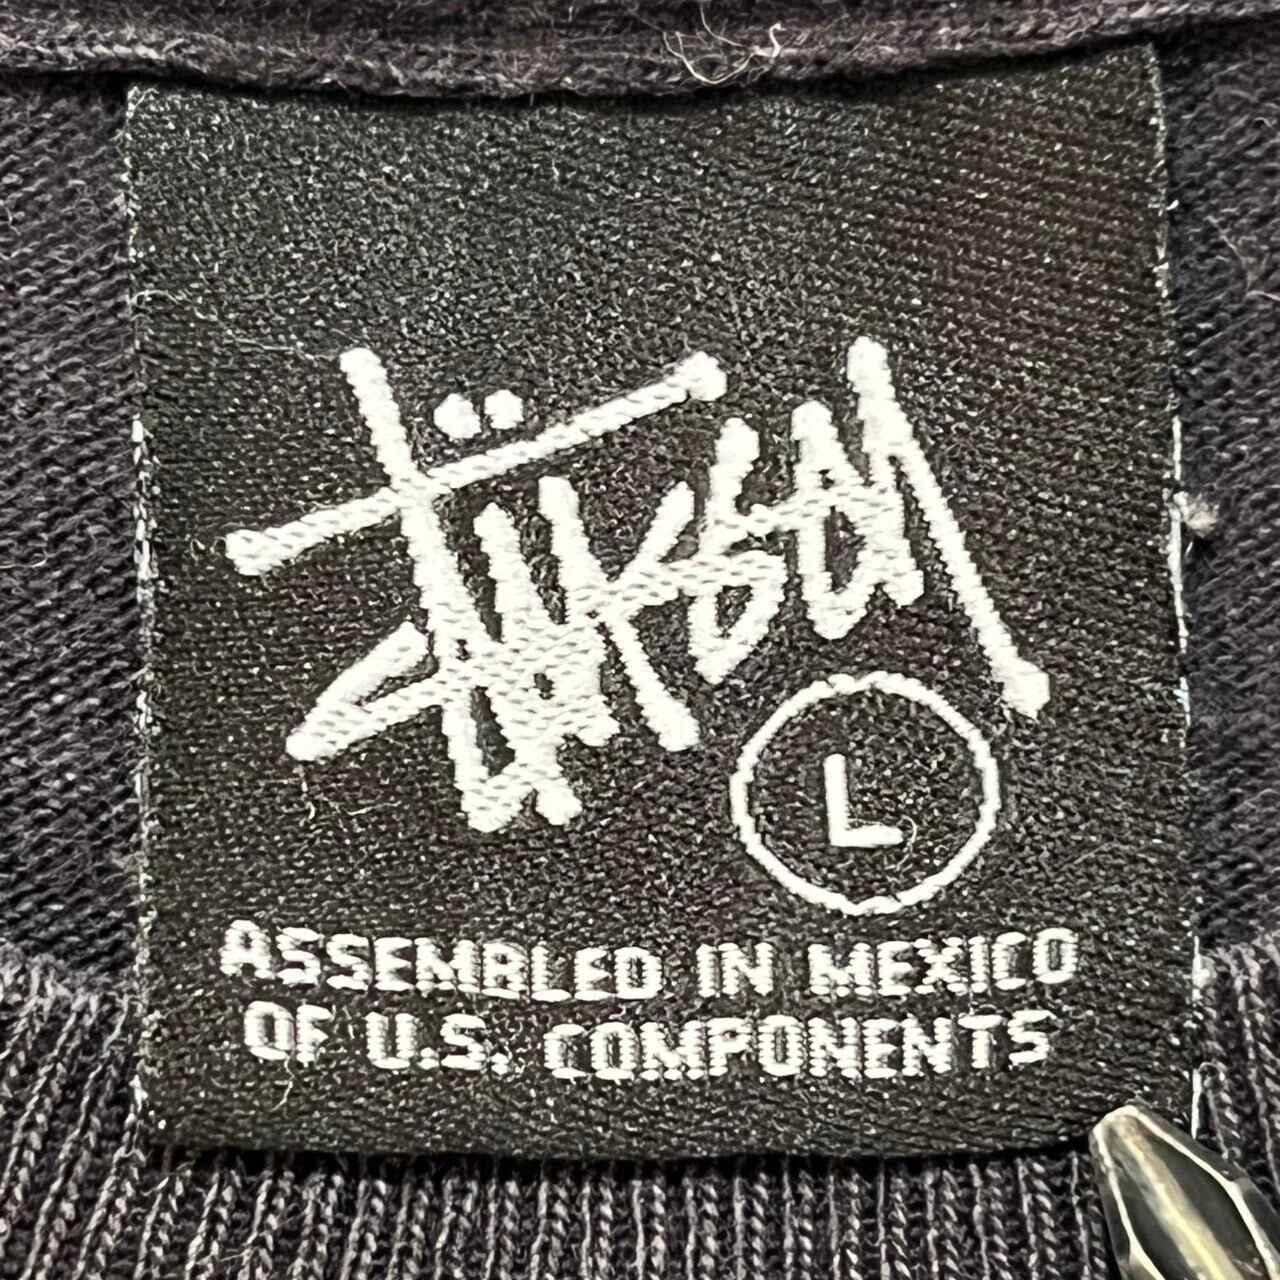 Stüssy
L
ASSEMBLED IN MEXICO
OF U.S. COMPONENTS